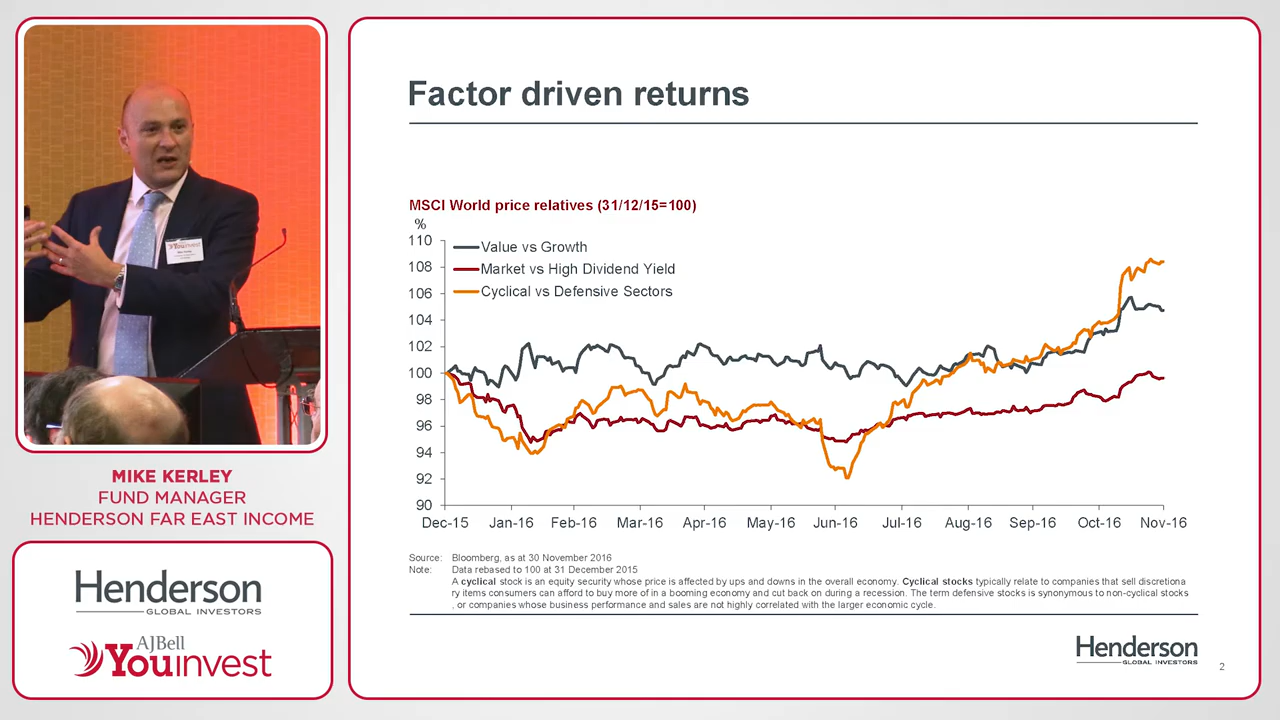 Factor driven returns
MSCI World price relatives (31/12/15=100)
%
110
108
106
104
102
100
98
96
94
92
90
Value vs Growth
Market vs High Dividend Yield
Cyclical vs Defensive Sectors
Dec-15 Jan-16 Feb-16 Mar-16 Apr-16 May-16 Jun-16 Jul-16 Aug-16 Sep-16 Oct-16 Nov-16
Source: Bloomberg, as at 30 November 2016
Note: Data rebased to 100 at 31 December 2015
A cyclical stock is an equity security whose price is affected by ups and downs in the overall economy. Cyclical stocks typically relate to companies that sell discretiona
ry items consumers can afford to buy more of in a booming economy and cut back on during a recession. The term defensive stocks is synonymous to non-cyclical stocks
, or companies whose business performance and sales are not highly correlated with the larger economic cycle.
Henderson
GLOBAL INVESTORS
2
Youinvest
MIKE KERLEY
FUND MANAGER
HENDERSON FAR EAST INCOME
Henderson
GLOBAL INVESTORS
AJBell
Youinvest